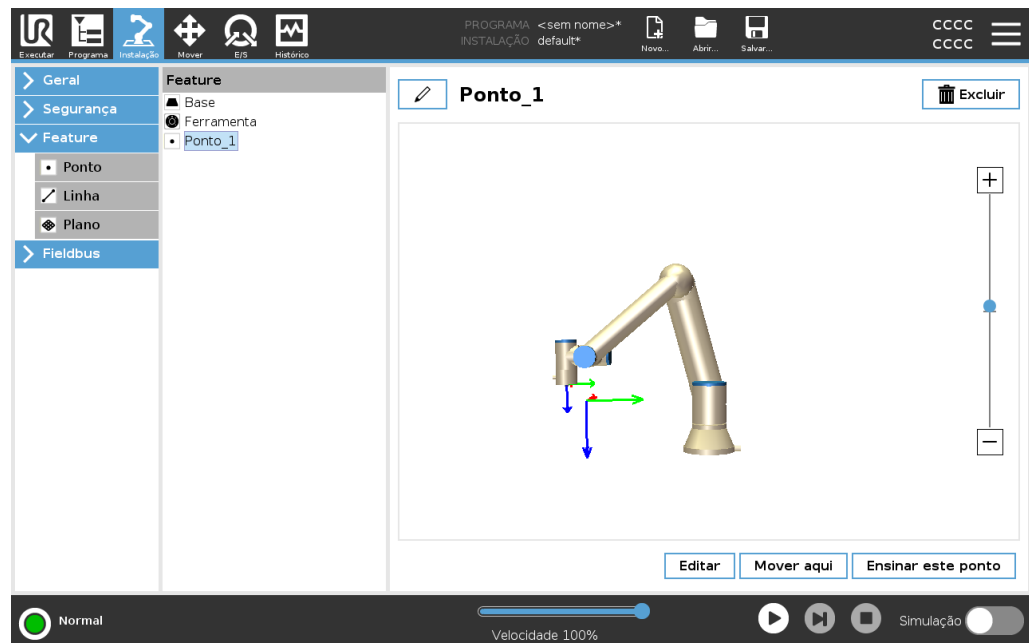 UR
PROGRAMA <sem nome>*
INSTALAÇÃO default*
Executar Programa Instalação Mover E/S Histórico
Novo... Abrir... Salvar...
CCCC
CCCC
Geral
Segurança
Feature
Ponto
Linha
Plano
Fieldbus
Feature
Base
Ferramenta
Ponto_1
Ponto_1
Excluir
Editar Mover aqui Ensinar este ponto
Normal
Velocidade 100%
Simulação